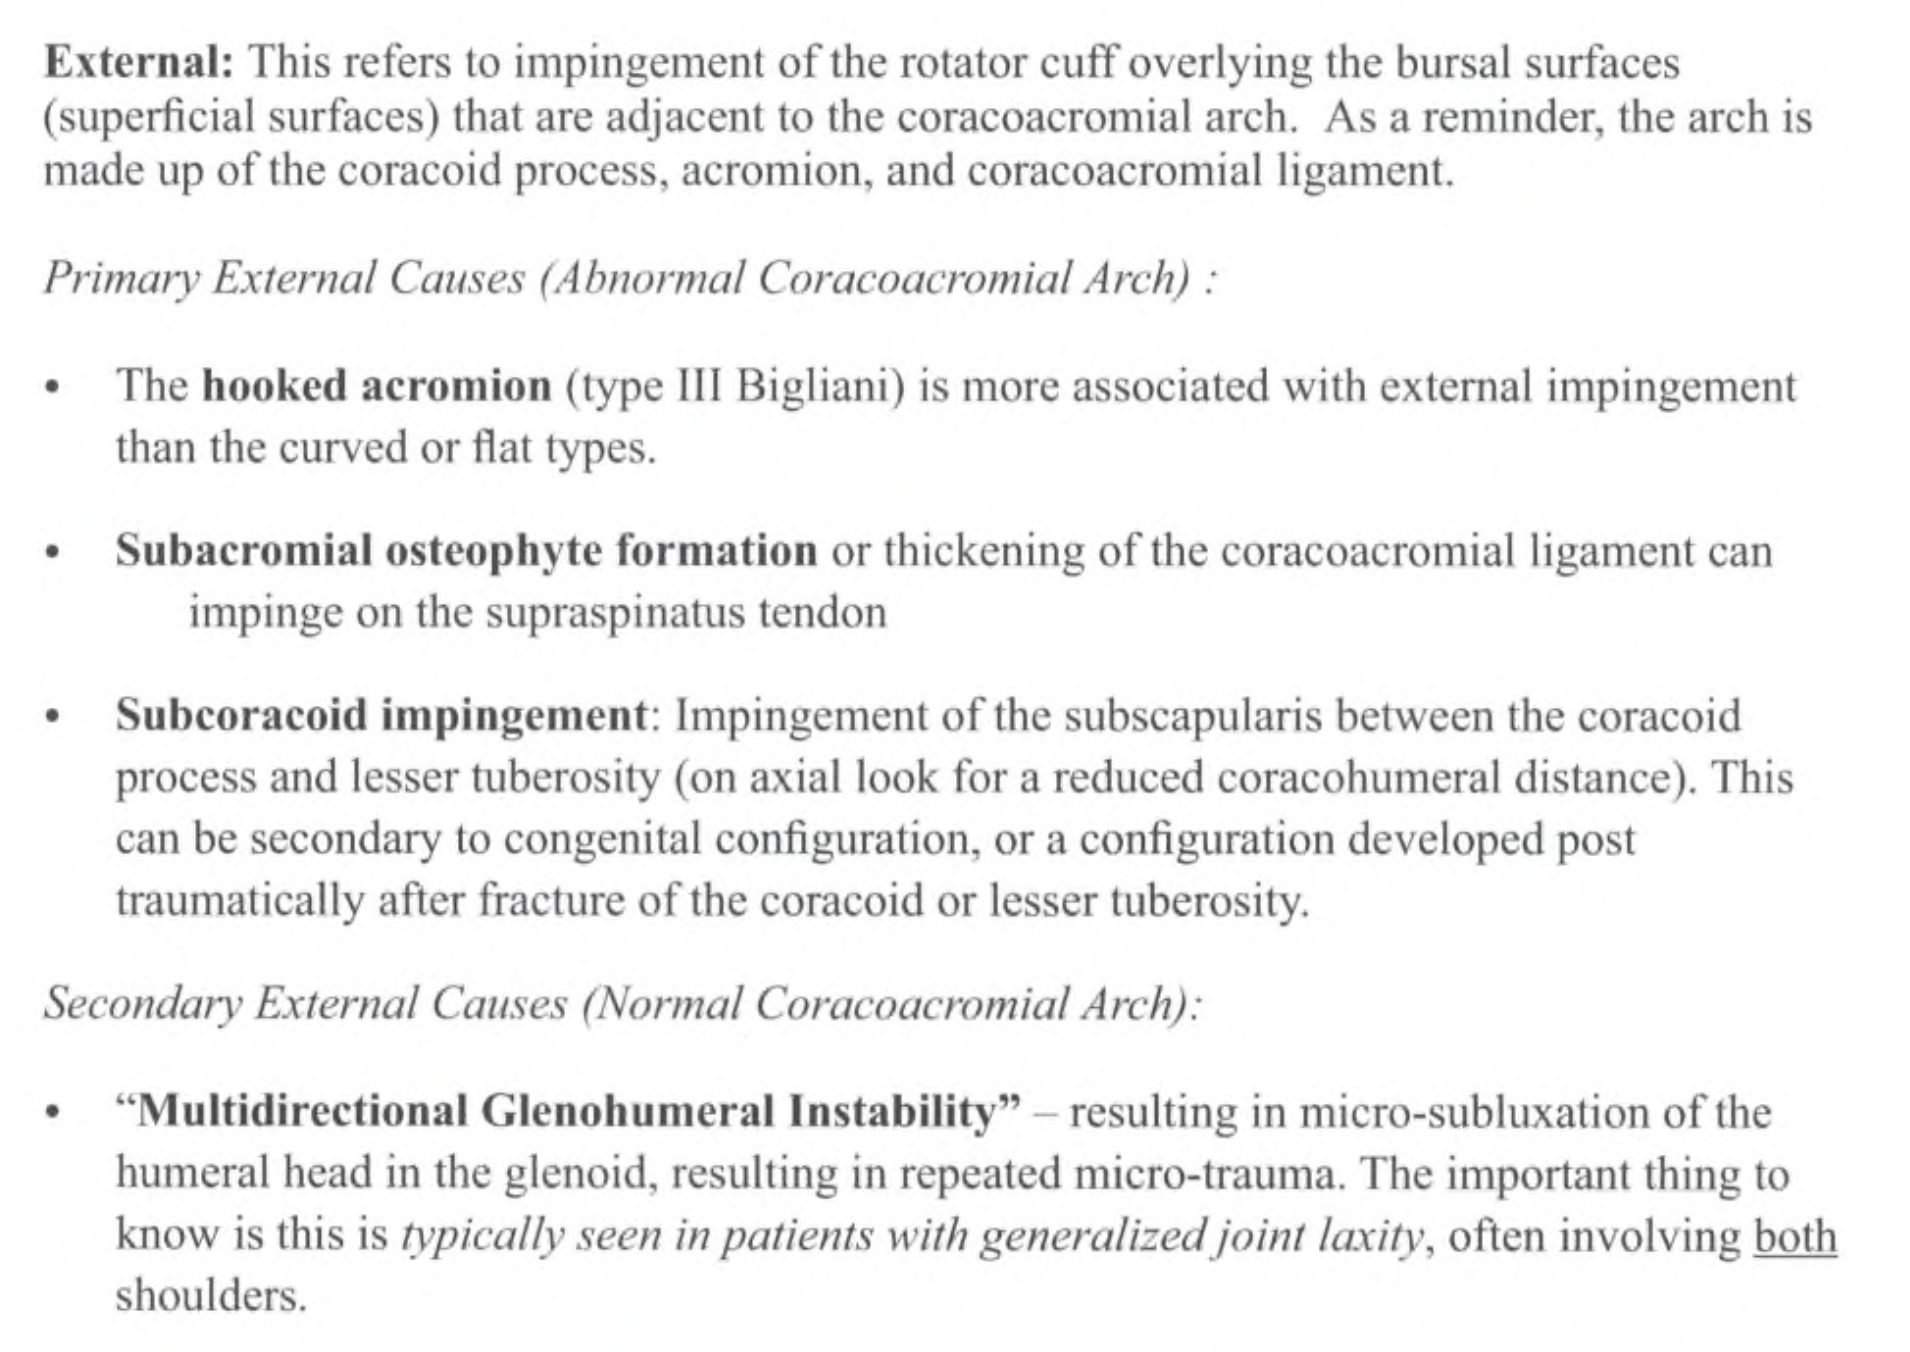 External: This refers to impingement of the rotator cuff overlying the bursal surfaces
(superficial surfaces) that are adjacent to the coracoacromial arch.  As a reminder, the arch is
made up of the coracoid process, acromion, and coracoacromial ligament.
Primary External Causes (Abnormal Coracoacromial Arch) :
• The hooked acromion (type III Bigliani) is more associated with external impingement
than the curved or flat types.
• Subacromial osteophyte formation or thickening of the coracoacromial ligament can
impinge on the supraspinatus tendon
• Subcoracoid impingement: Impingement of the subscapularis between the coracoid
process and lesser tuberosity (on axial look for a reduced coracohumeral distance). This
can be secondary to congenital configuration, or a configuration developed post
traumatically after fracture of the coracoid or lesser tuberosity.
Secondary External Causes (Normal Coracoacromial Arch):
• “Multidirectional Glenohumeral Instability” – resulting in micro-subluxation of the
humeral head in the glenoid, resulting in repeated micro-trauma. The important thing to
know is this is typically seen in patients with generalized joint laxity, often involving both
shoulders.